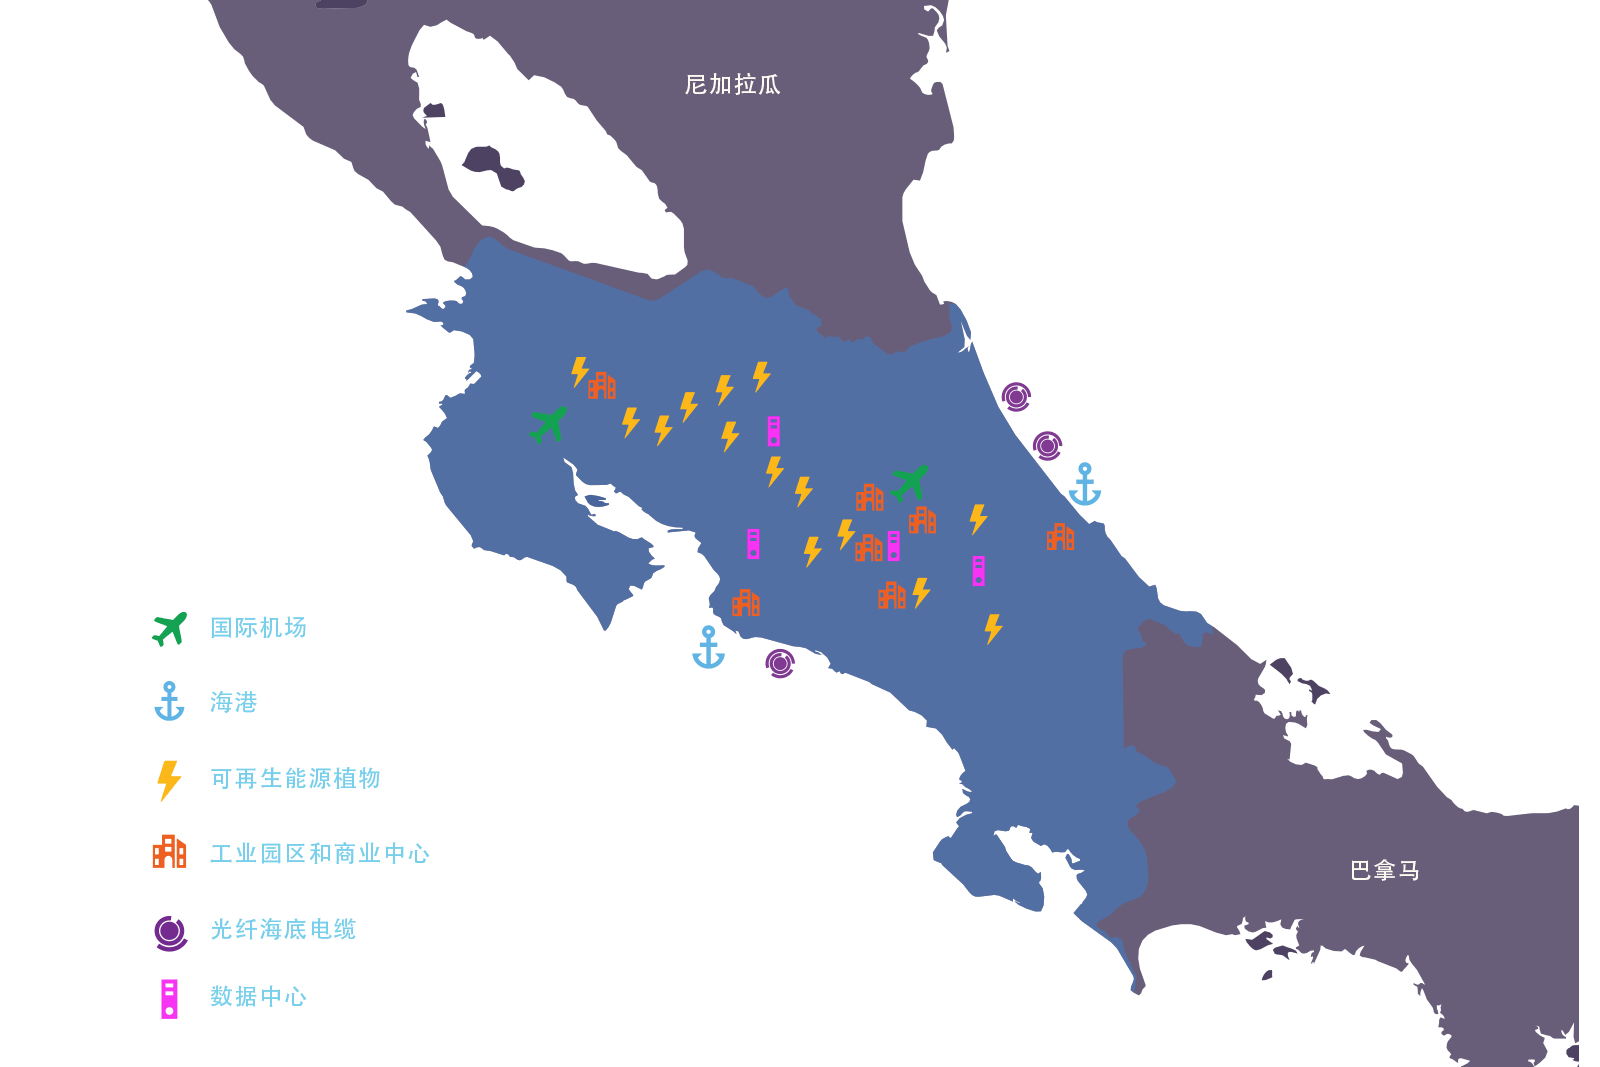 尼加拉瓜
国际机场
海港
可再生能源植物
工业园区和商业中心
巴拿马
光纤海底电缆
数据中心